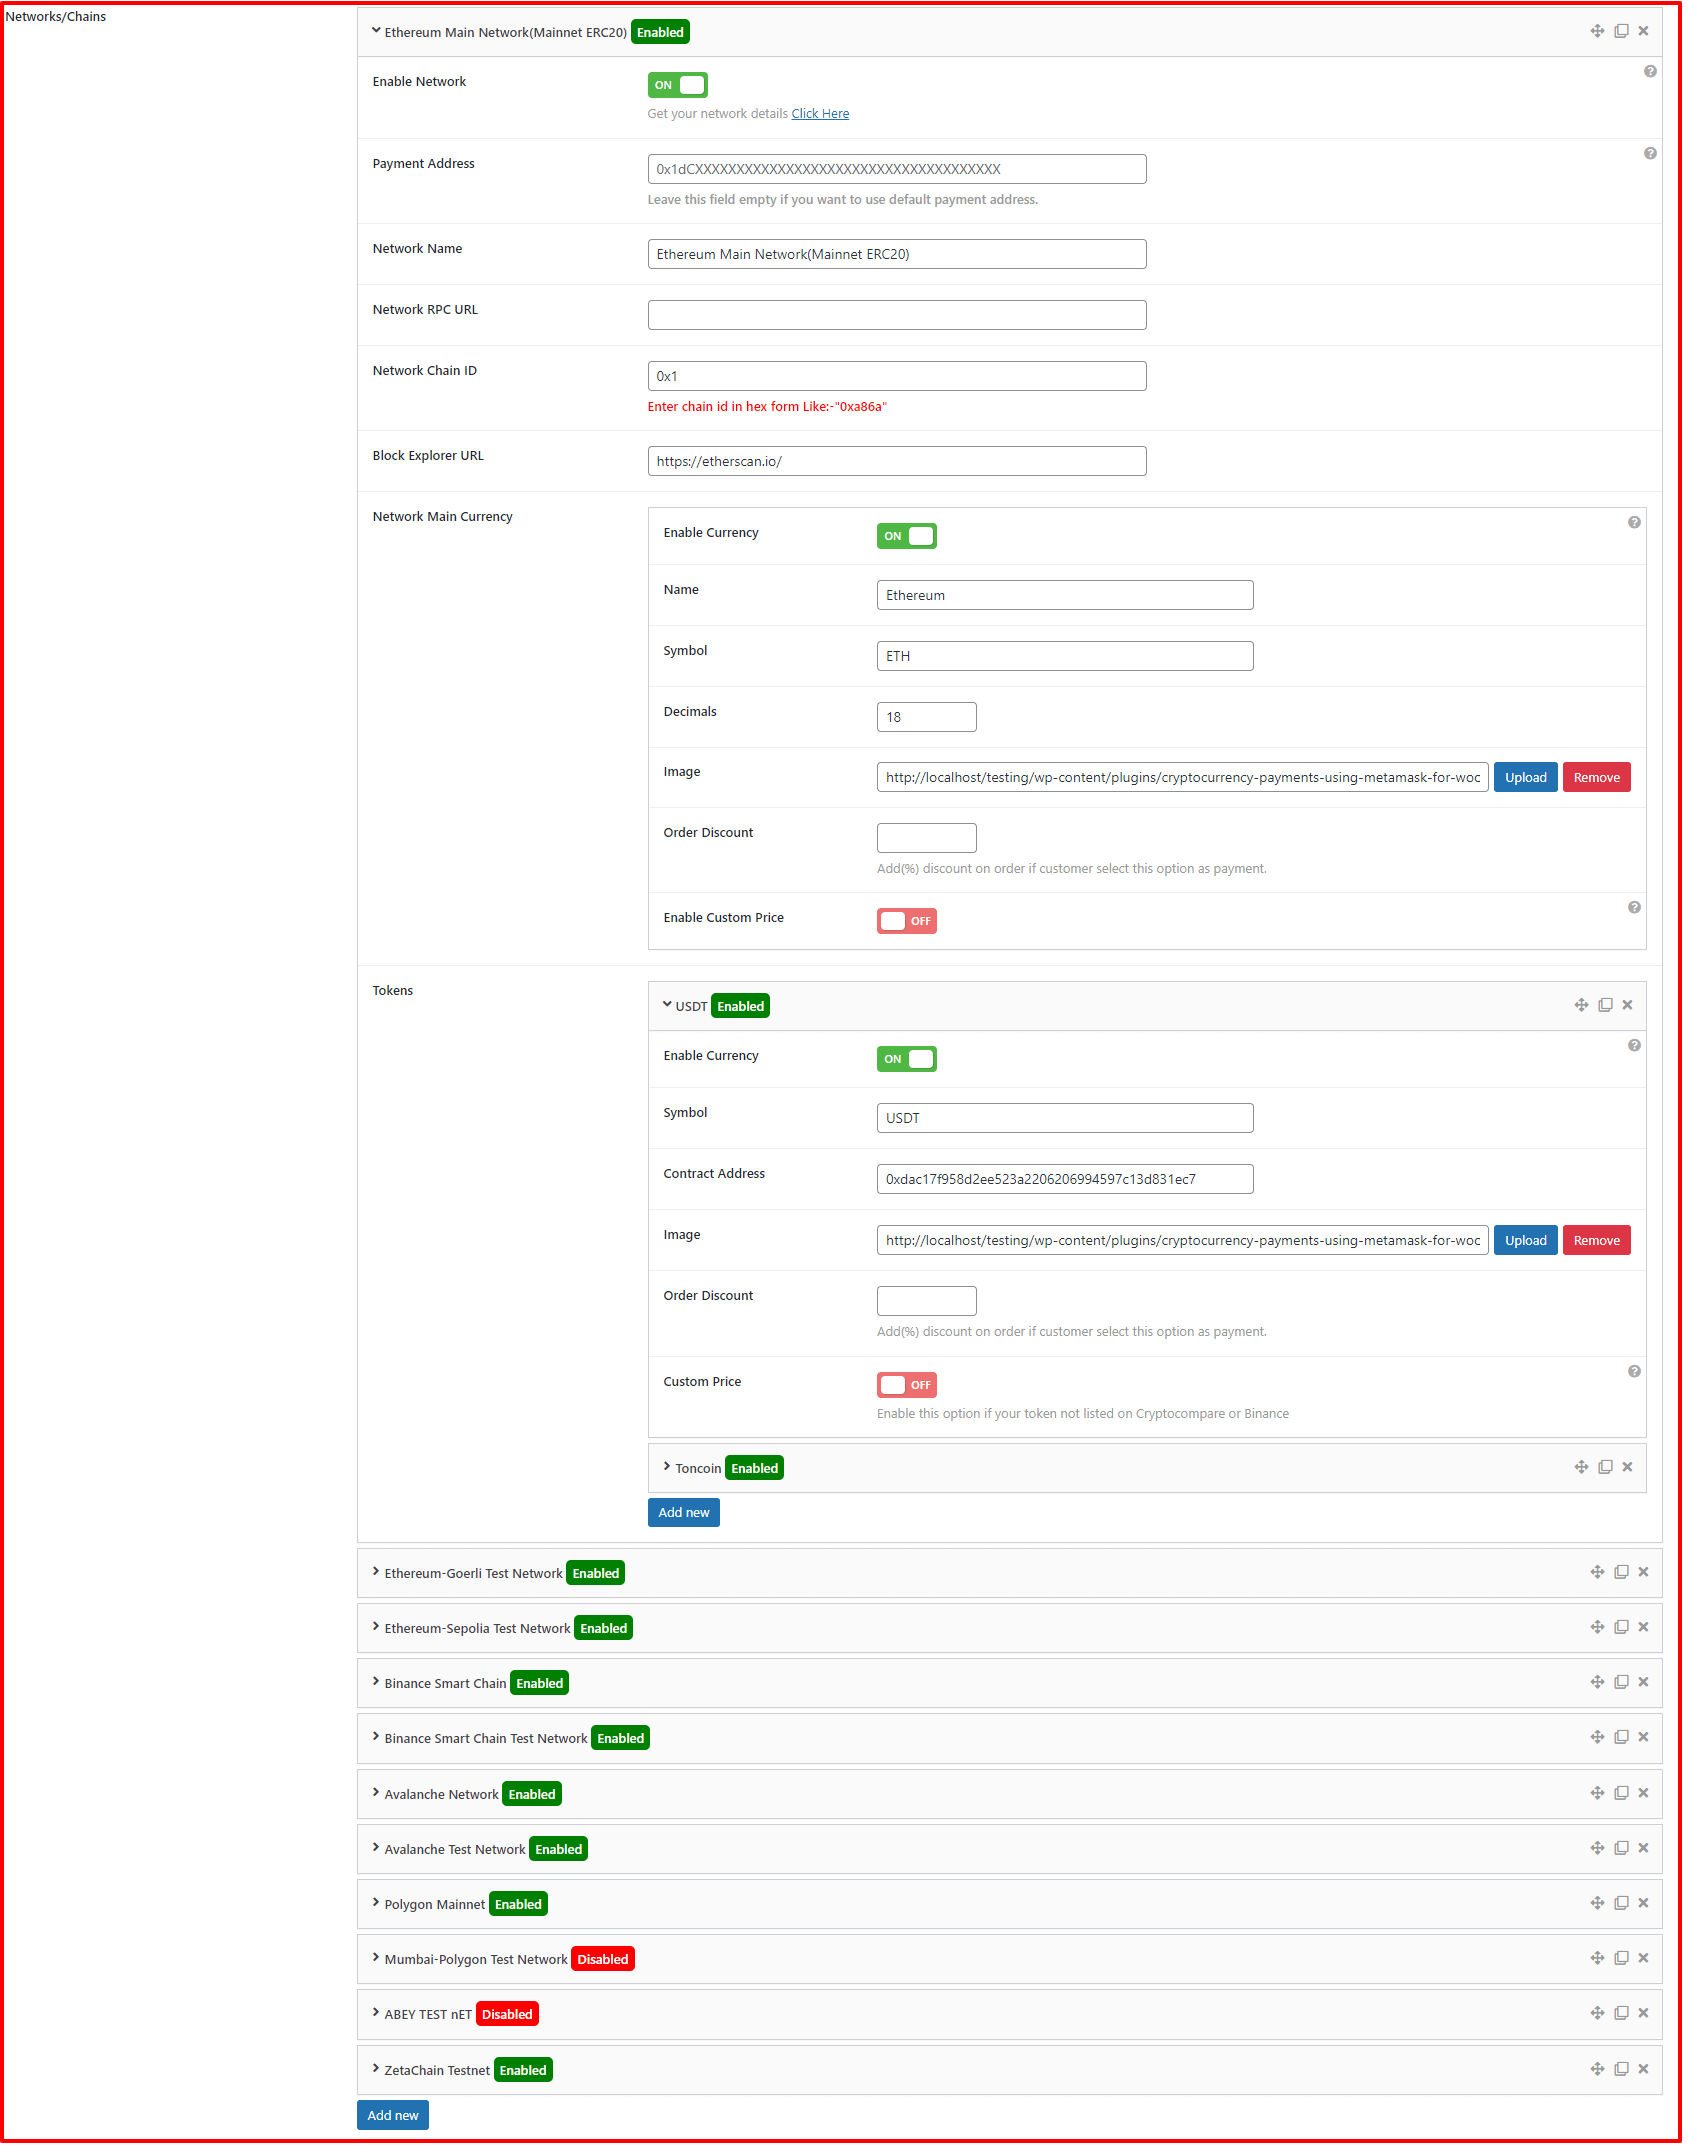 Networks/Chains
Ethereum Main Network(Mainnet ERC20) Enabled
Enable Network
ON
Get your network details Click Here
Payment Address
0x1dCXXXXXXXXXXXXXXXXXXXXXXXXXXXXXXXXXXXXX
Leave this field empty if you want to use default payment address.
Network Name
Ethereum Main Network(Mainnet ERC20)
Network RPC URL
Network Chain ID
0x1
Enter chain id in hex form Like:-"0xa86a"
Block Explorer URL
https://etherscan.io/
Network Main Currency
Enable Currency
ON
Name
Ethereum
Symbol
ETH
Decimals
18
Image
http://localhost/testing/wp-content/plugins/cryptocurrency-payments-using-metamask-for-woc Upload Remove
Order Discount
Add(%) discount on order if customer select this option as payment.
Enable Custom Price
OFF
Tokens
USDT Enabled
Enable Currency
ON
Symbol
USDT
Contract Address
0xdac17f958d2ee523a2206206994597c13d831ec7
Image
http://localhost/testing/wp-content/plugins/cryptocurrency-payments-using-metamask-for-woc Upload Remove
Order Discount
Add(%) discount on order if customer select this option as payment.
Custom Price
OFF
Enable this option if your token not listed on Cryptocompare or Binance
Toncoin Enabled
Add new
Ethereum-Goerli Test Network Enabled
Ethereum-Sepolia Test Network Enabled
Binance Smart Chain Enabled
Binance Smart Chain Test Network Enabled
Avalanche Network Enabled
Avalanche Test Network Enabled
Polygon Mainnet Enabled
Mumbai-Polygon Test Network Disabled
ABEY TEST nET Disabled
ZetaChain Testnet Enabled
Add new